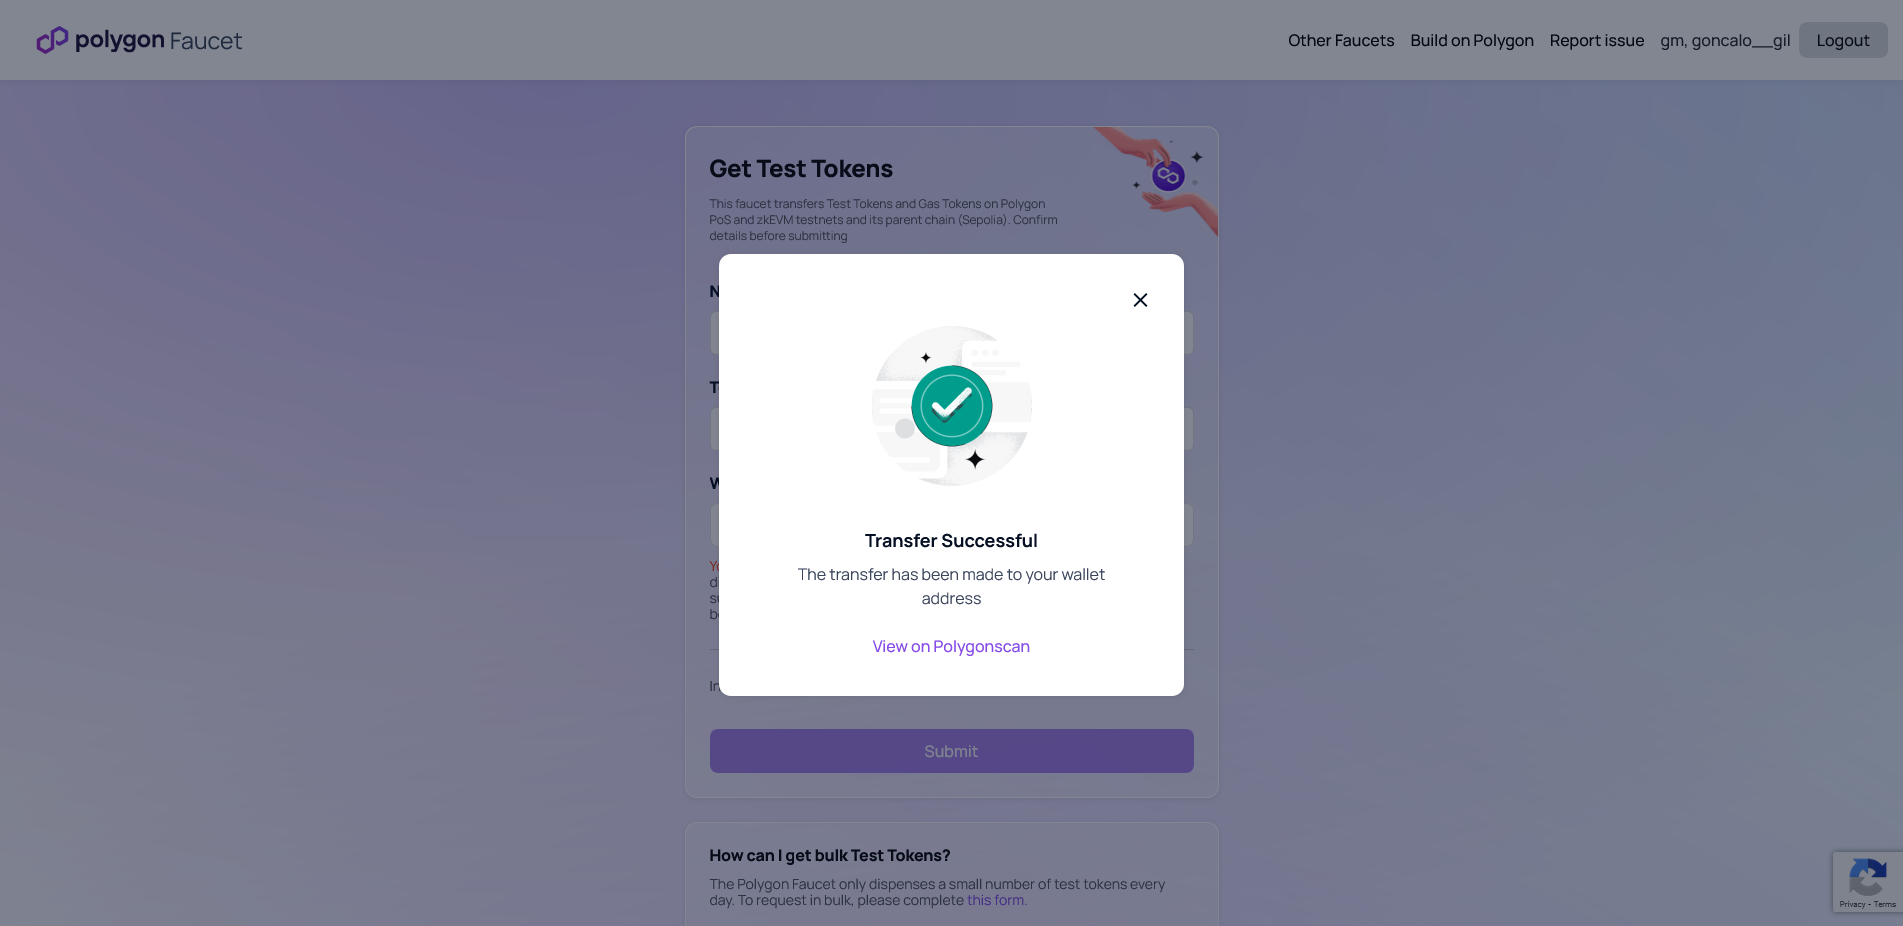 polygon Faucet
Other Faucets
Build on Polygon
Report issue
gm, goncalo__gil
Logout
Get Test Tokens
This faucet transfers Test Tokens and Gas Tokens on Polygon
PoS and zkEVM testnets and its parent chain (Sepolia). Confirm
details before submitting
Transfer Successful
The transfer has been made to your wallet
address
View on Polygonscan
Submit
How can I get bulk Test Tokens?
The Polygon Faucet only dispenses a small number of test tokens every
day. To request in bulk, please complete this form.
Privacy - Terms